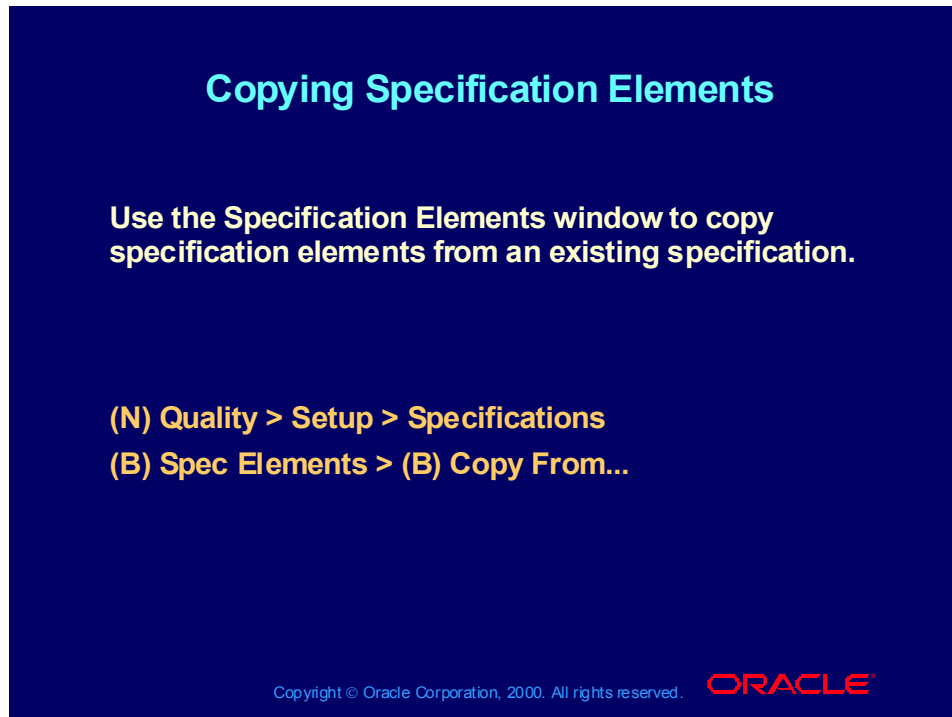 Copying Specification Elements
Use the Specification Elements window to copy
specification elements from an existing specification.
(N) Quality > Setup > Specifications
(B) Spec Elements > (B) Copy From...
Copyright © Oracle Corporation, 2000. All rights reserved.
ORACLE®